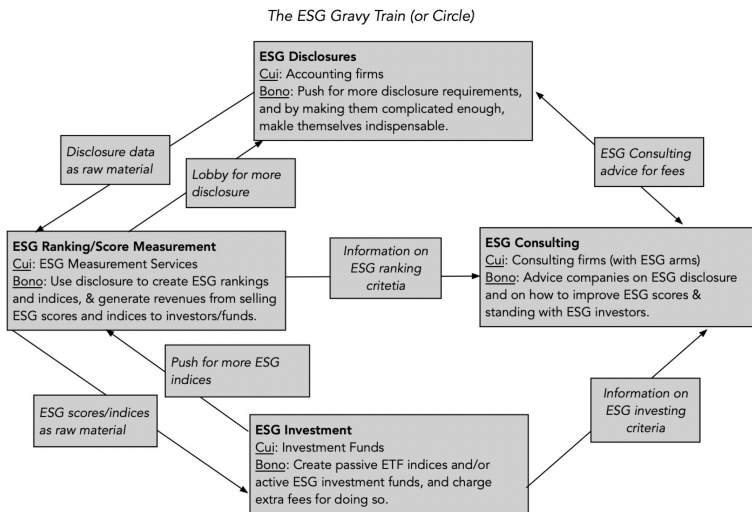 The ESG Gravy Train (or Circle)
ESG Disclosures
Cui: Accounting firms
Bono: Push for more disclosure requirements,
and by making them complicated enough,
makle themselves indispensable.
Disclosure data
as raw material
Lobby for more
disclosure
ESG Consulting
advice for fees
ESG Ranking/Score Measurement
Cui: ESG Measurement Services
Bono: Use disclosure to create ESG rankings
and indices, & generate revenues from selling
ESG scores and indices to investors/funds.
Information on
ESG ranking
critetia
ESG Consulting
Cui: Consulting firms (with ESG arms)
Bono: Advice companies on ESG disclosure
and on how to improve ESG scores &
standing with ESG investors.
Push for more ESG
indices
ESG scores/indices
as raw material
Information on
ESG investing
criteria
ESG Investment
Cui: Investment Funds
Bono: Create passive ETF indices and/or
active ESG investment funds, and charge
extra fees for doing so.